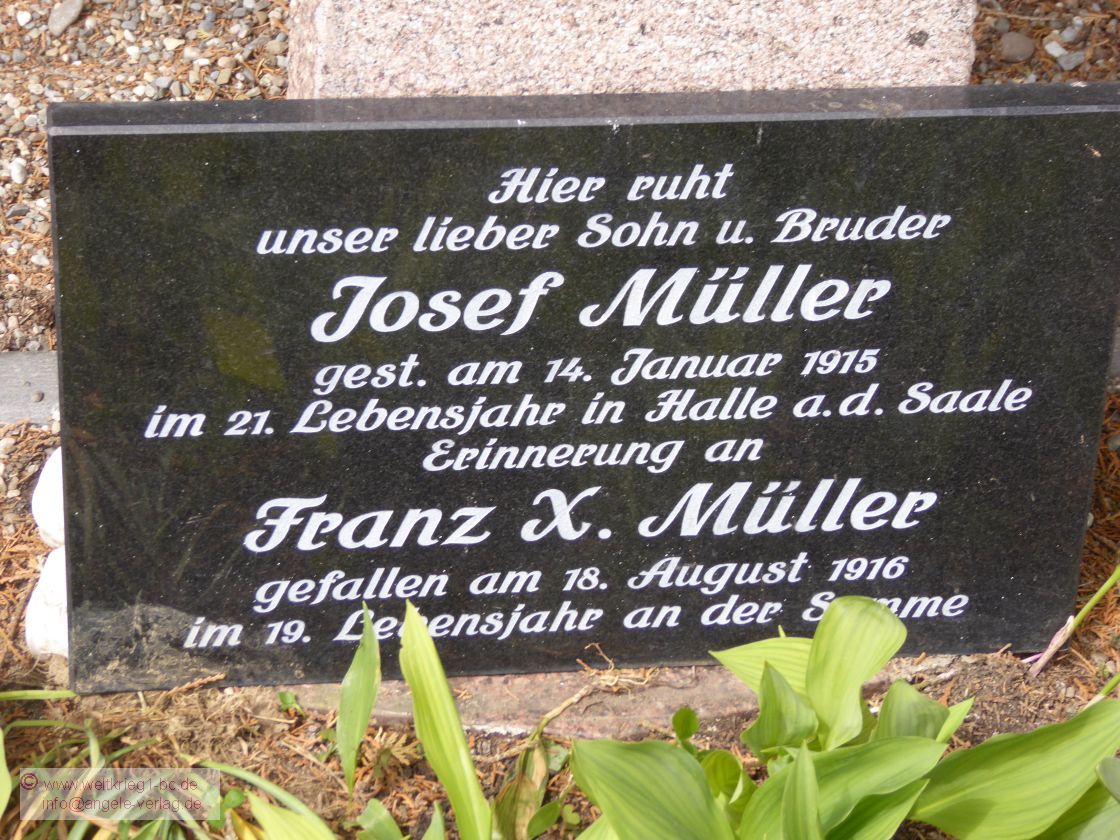 Hier ruht
unser lieber Sohn u. Bruder
Josef Müller
gest. am 14. Januar 1915
im 21. Lebensjahr in Halle a.d. Saale
Erinnerung an
Franz X. Müller
gefallen am 18. August 1916
im 19. Lebensjahr an der Somme
© www.weltkrieg1-bc.de
info@angele-verlag.de